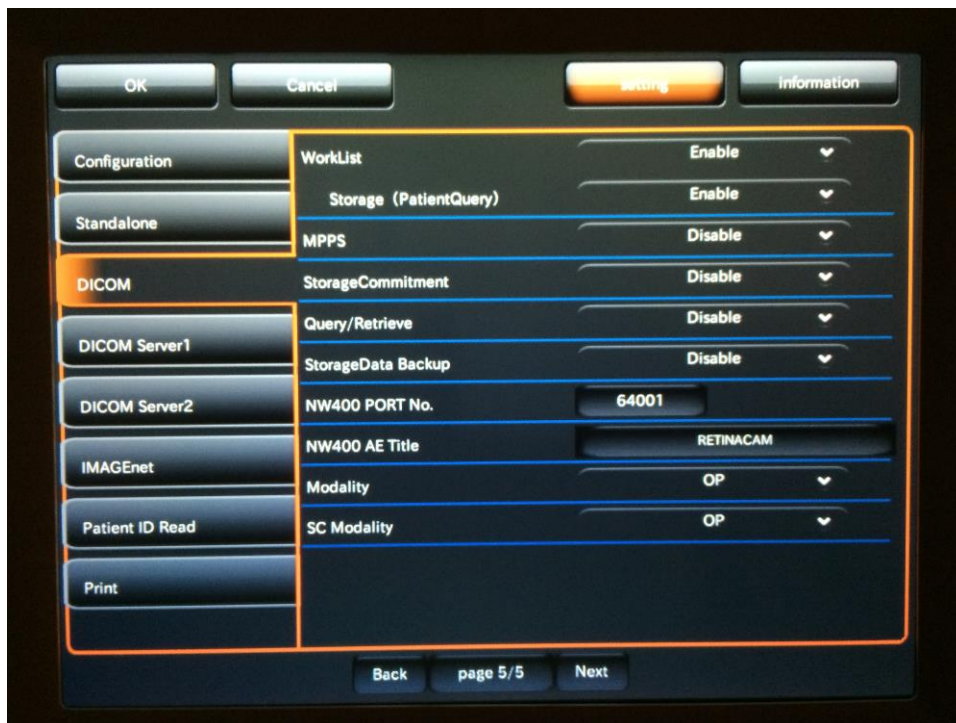 OK Cancel setting information
Configuration
Standalone
DICOM
DICOM Server1
DICOM Server2
IMAGEnet
Patient ID Read
Print
WorkList Enable
Storage (PatientQuery) Enable
MPPS Disable
StorageCommitment Disable
Query/Retrieve Disable
StorageData Backup Disable
NW400 PORT No. 64001
NW400 AE Title RETINACAM
Modality OP
SC Modality OP
Back page 5/5 Next